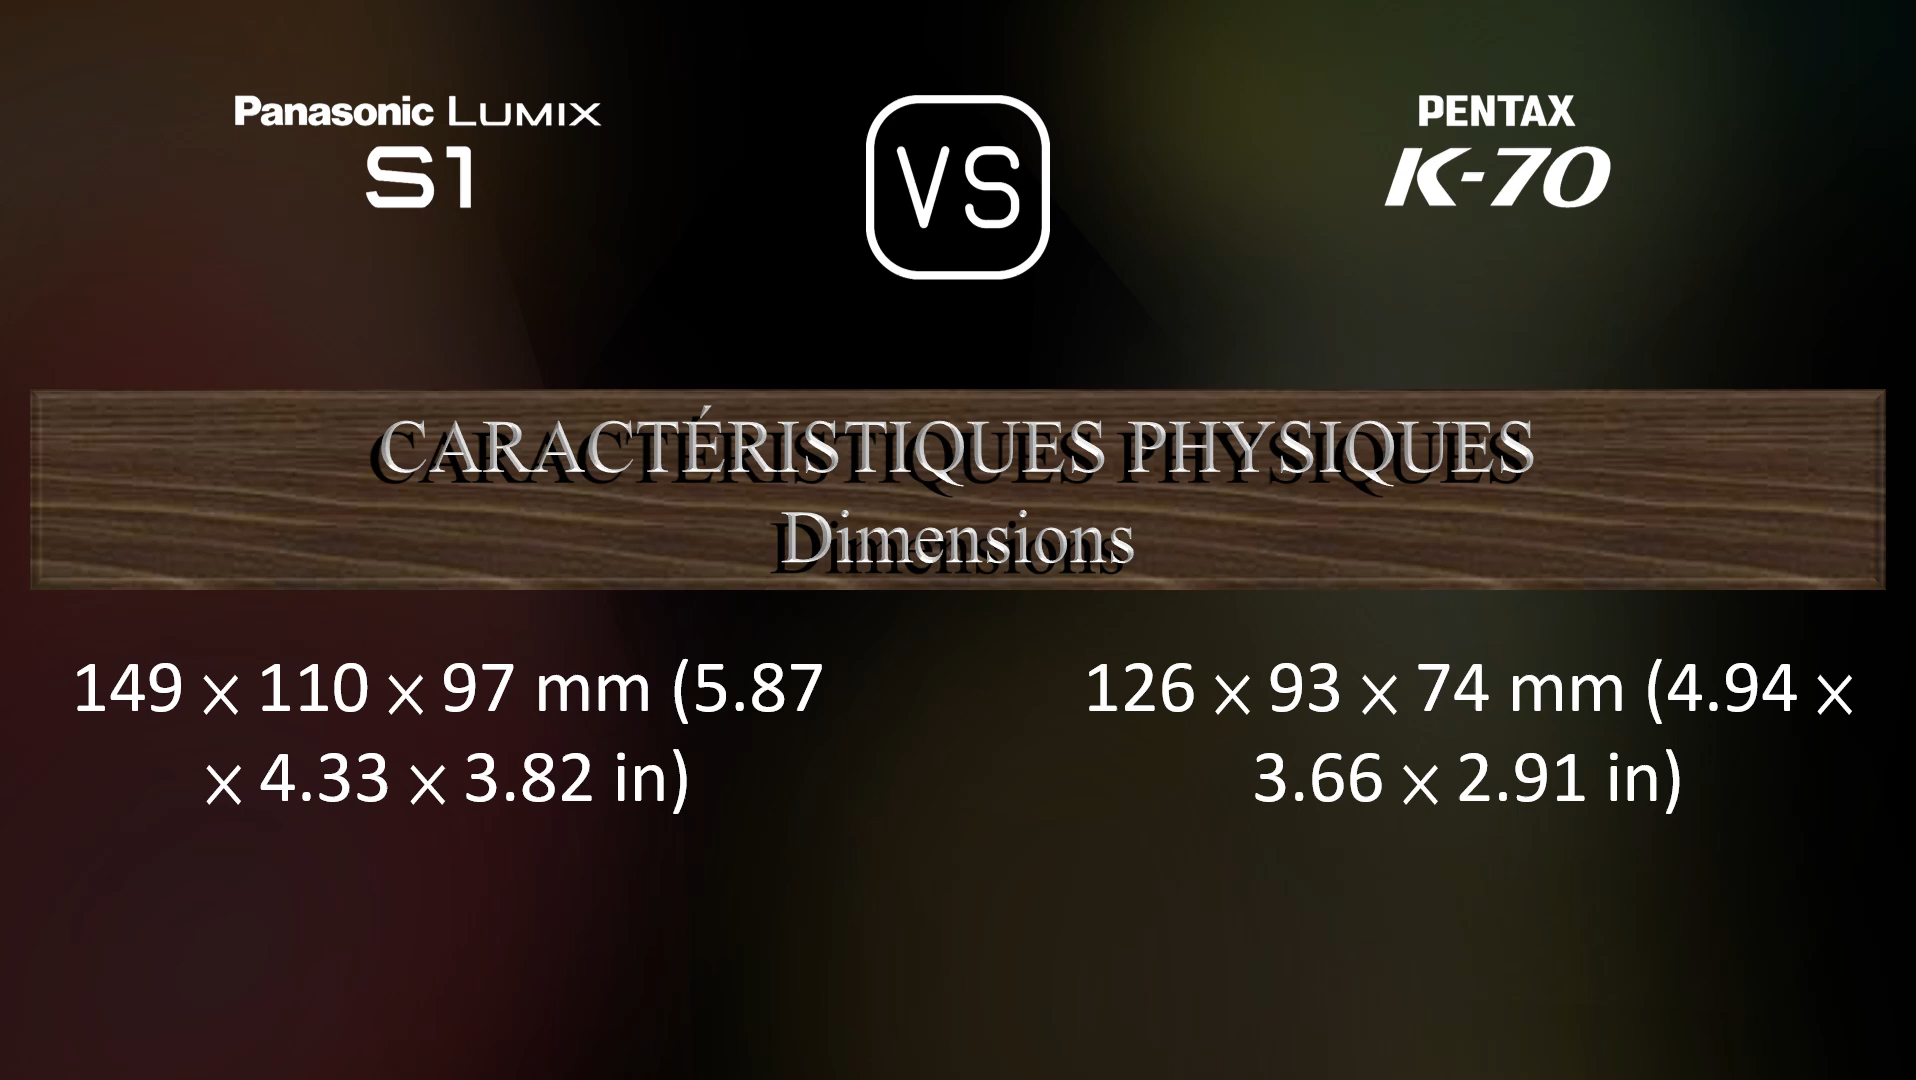 Panasonic LUMIX
S1
VS
PENTAX
K-70
CARACTÉRISTIQUES PHYSIQUES
Dimensions
149 x 110 x 97 mm (5.87
x 4.33 x 3.82 in)
126 x 93 x 74 mm (4.94 x
3.66 x 2.91 in)